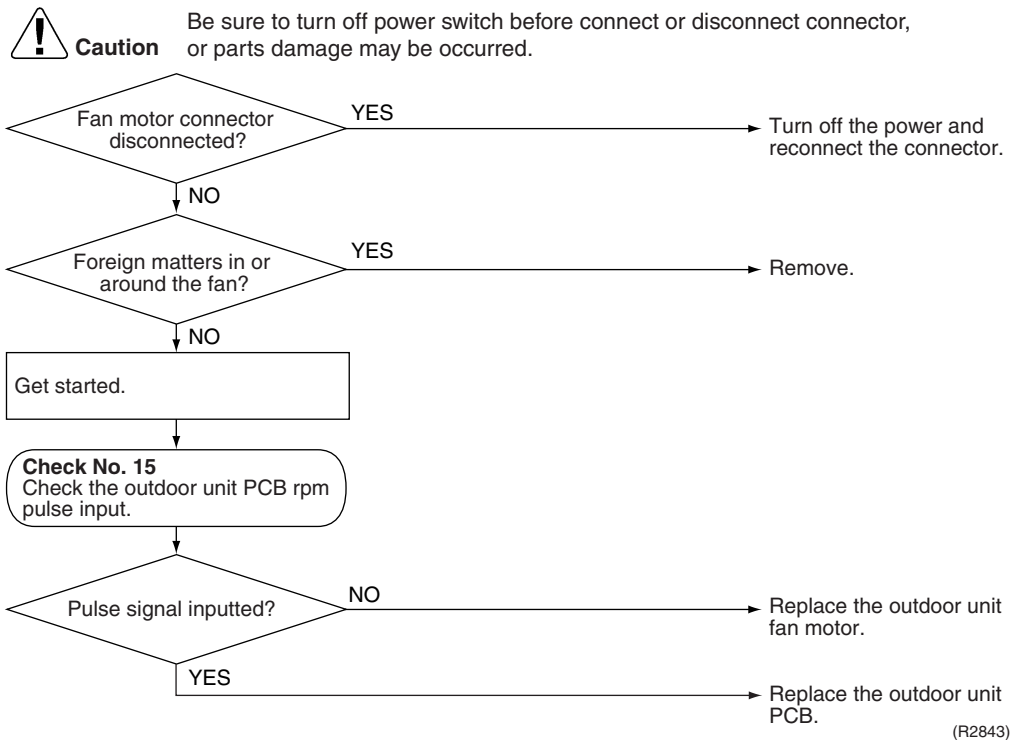 Be sure to turn off power switch before connect or disconnect connector,
Caution or parts damage may be occurred.
Fan motor connector
disconnected?
YES
Turn off the power and
reconnect the connector.
NO
Foreign matters in or
around the fan?
YES
Remove.
NO
Get started.
Check No. 15
Check the outdoor unit PCB rpm
pulse input.
Pulse signal inputted?
NO
Replace the outdoor unit
fan motor.
YES
Replace the outdoor unit
PCB.
(R2843)